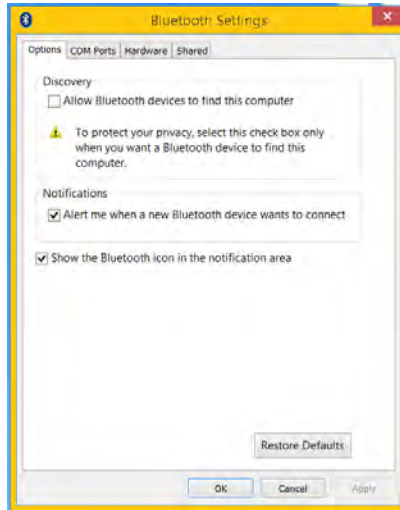 Bluetooth Settings
Options COM Ports Hardware Shared
Discovery
Allow Bluetooth devices to find this computer
To protect your privacy, select this check box only
when you want a Bluetooth device to find this
computer.
Notifications
Alert me when a new Bluetooth device wants to connect
Show the Bluetooth icon in the notification area
Restore Defaults
OK Cancel Apply